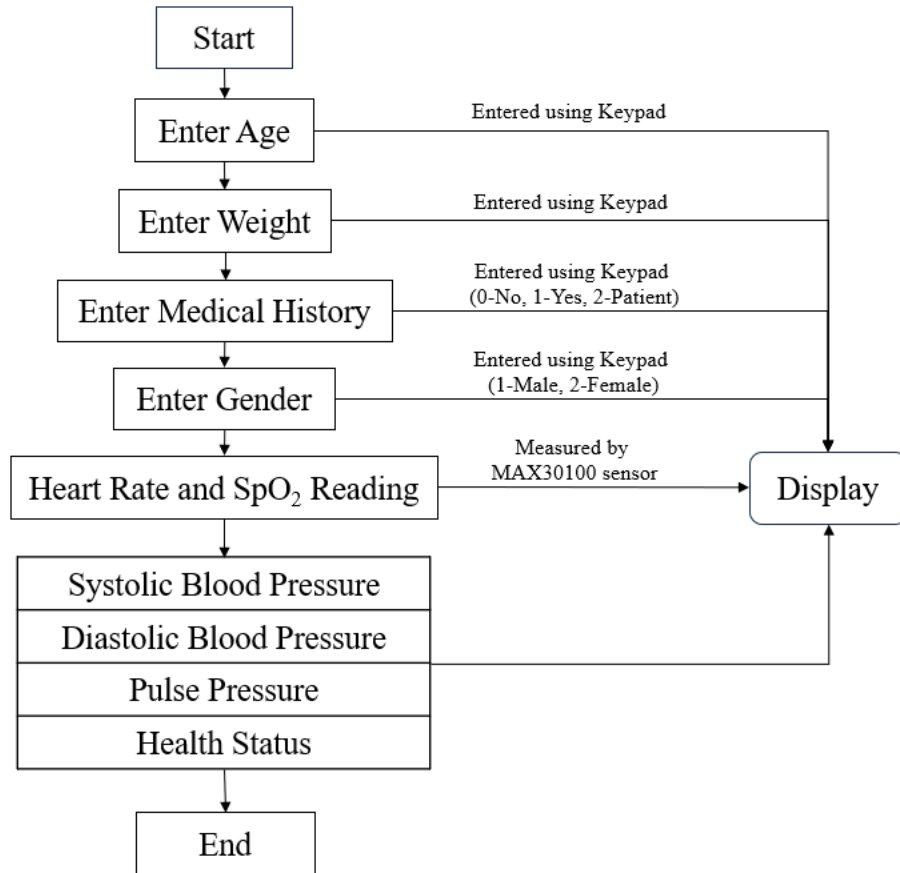 Start
Enter Age
Entered using Keypad
Enter Weight
Entered using Keypad
Enter Medical History
Entered using Keypad
(0-No, 1-Yes, 2-Patient)
Enter Gender
Entered using Keypad
(1-Male, 2-Female)
Heart Rate and SpO₂ Reading
Measured by
MAX30100 sensor
Display
Systolic Blood Pressure
Diastolic Blood Pressure
Pulse Pressure
Health Status
End